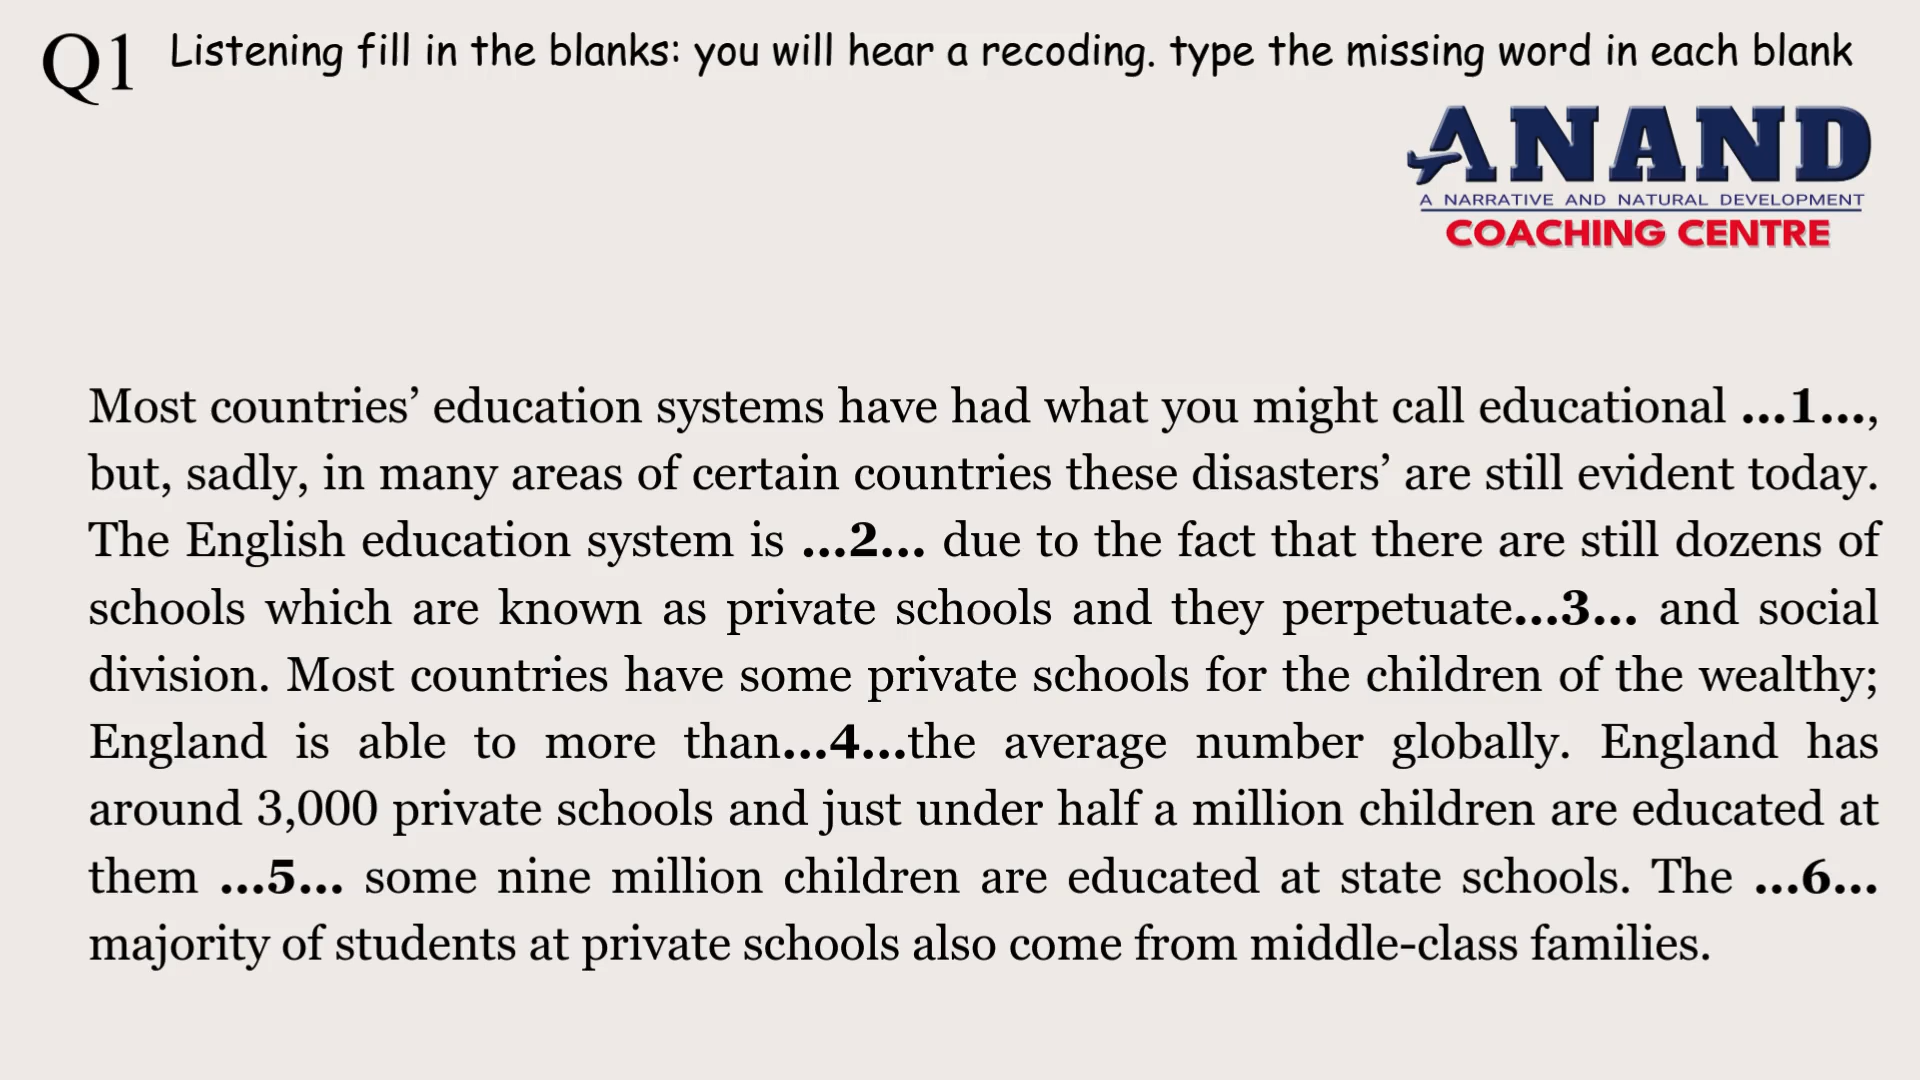 Q1 Listening fill in the blanks: you will hear a recoding. type the missing word in each blank
ANAND
A NARRATIVE AND NATURAL DEVELOPMENT
COACHING CENTRE
Most countries’ education systems have had what you might call educational ...1...,
but, sadly, in many areas of certain countries these disasters’ are still evident today.
The English education system is ...2... due to the fact that there are still dozens of
schools which are known as private schools and they perpetuate...3... and social
division. Most countries have some private schools for the children of the wealthy;
England is able to more than...4...the average number globally. England has
around 3,000 private schools and just under half a million children are educated at
them ...5... some nine million children are educated at state schools. The ...6...
majority of students at private schools also come from middle-class families.